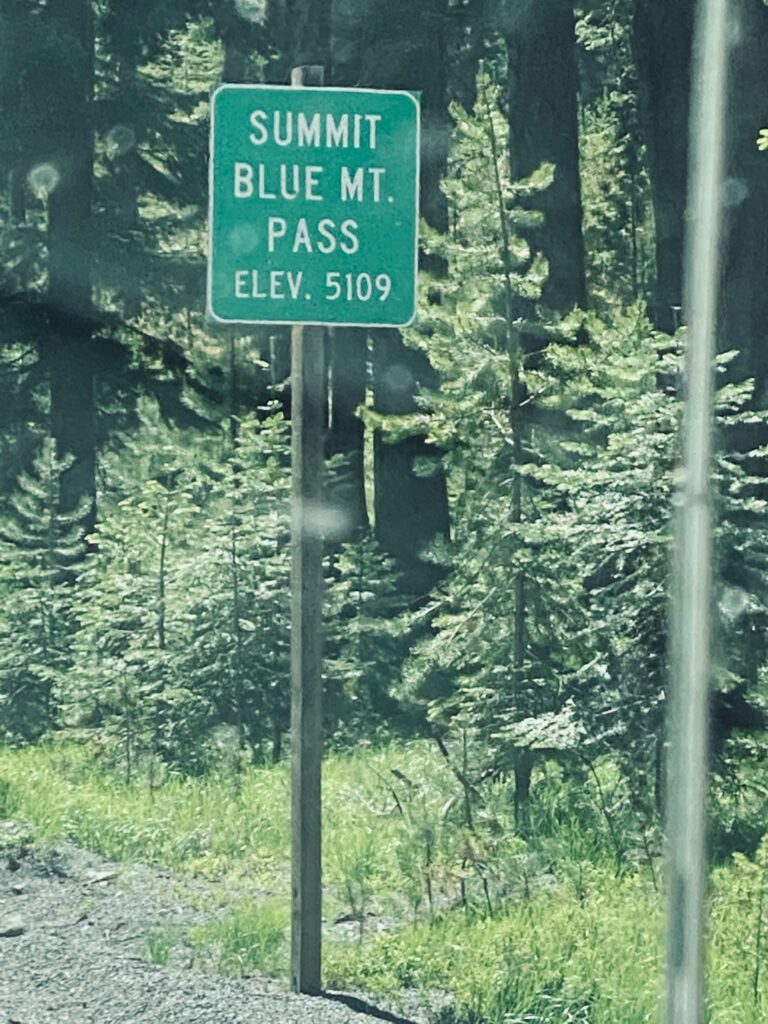 SUMMIT
BLUE MT.
PASS
ELEV. 5109